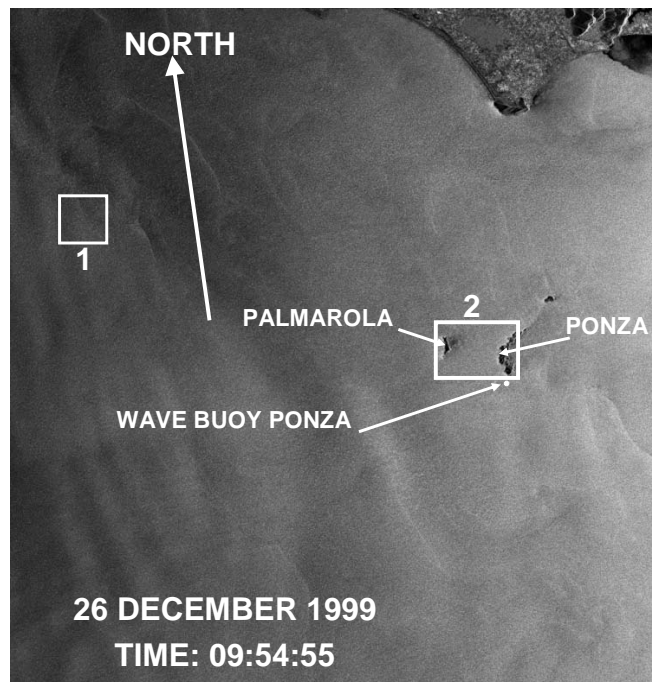 NORTH
1
2
PALMAROLA
PONZA
WAVE BUOY PONZA
26 DECEMBER 1999
TIME: 09:54:55